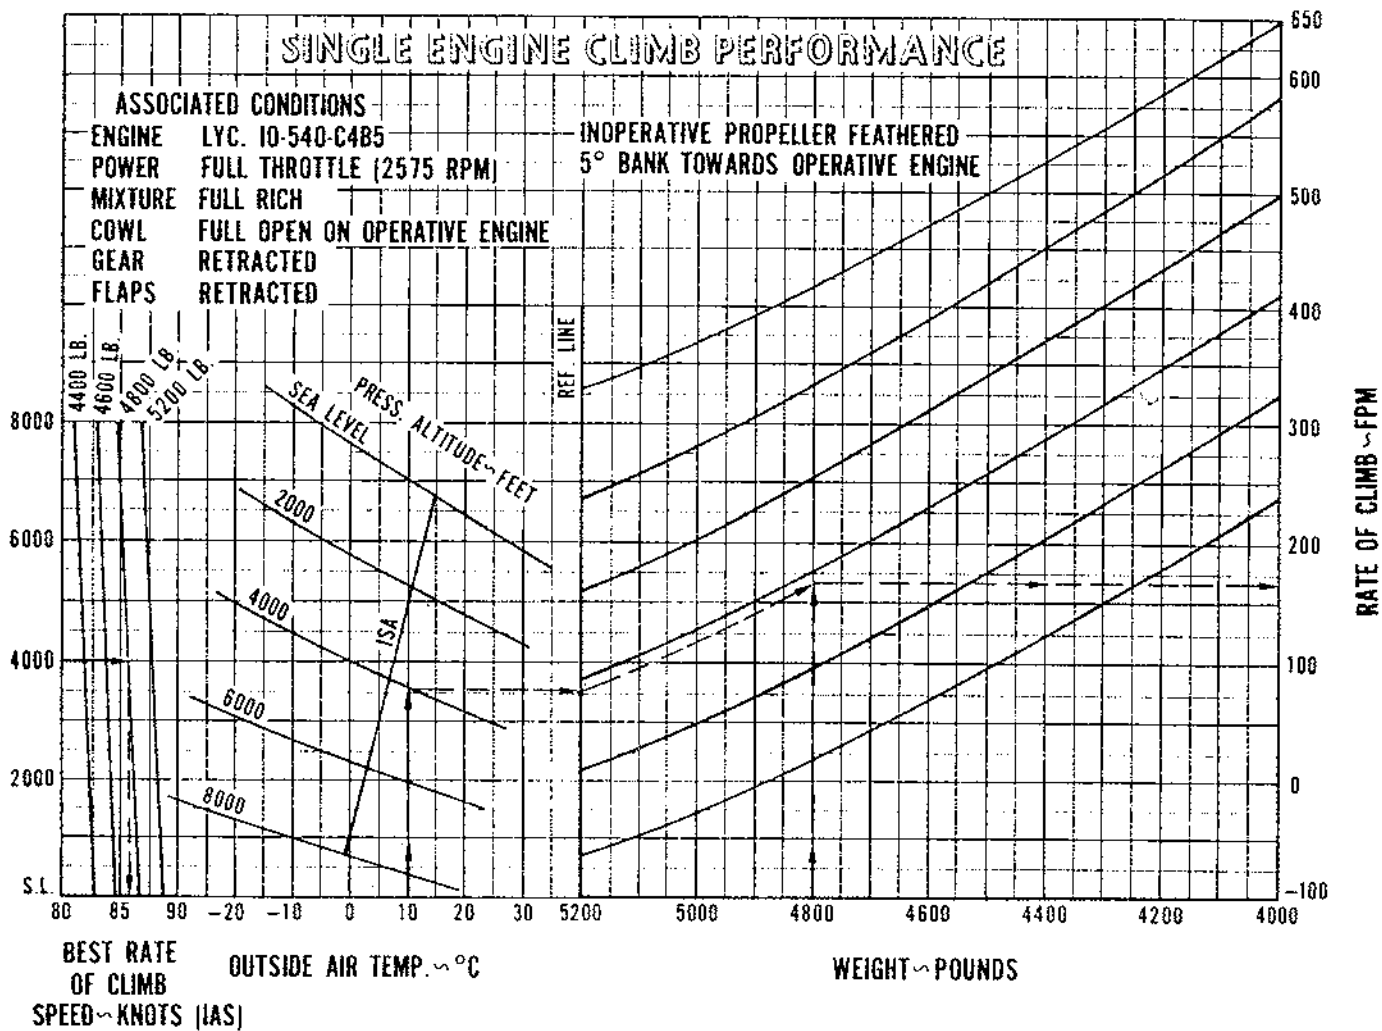 SINGLE ENGINE CLIMB PERFORMANCE
ASSOCIATED CONDITIONS
ENGINE LYC. IO-540-C4B5
POWER FULL THROTTLE (2575 RPM)
MIXTURE FULL RICH
COWL FULL OPEN ON OPERATIVE ENGINE
GEAR RETRACTED
FLAPS RETRACTED
INOPERATIVE PROPELLER FEATHERED
5° BANK TOWARDS OPERATIVE ENGINE
4400 LB.
4600 LB.
4800 LB.
5200 LB.
8000
6000
4000
2000
S.L.
PRESS. ALTITUDE~FEET
SEA LEVEL
2000
4000
6000
8000
ISA
REF. LINE
650
600
500
400
300
200
100
0
-100
RATE OF CLIMB~FPM
80 85 90 -20 -10 0 10 20 30 5200 5000 4800 4600 4400 4200 4000
BEST RATE
OF CLIMB
SPEED~KNOTS (IAS)
OUTSIDE AIR TEMP.~°C
WEIGHT~POUNDS